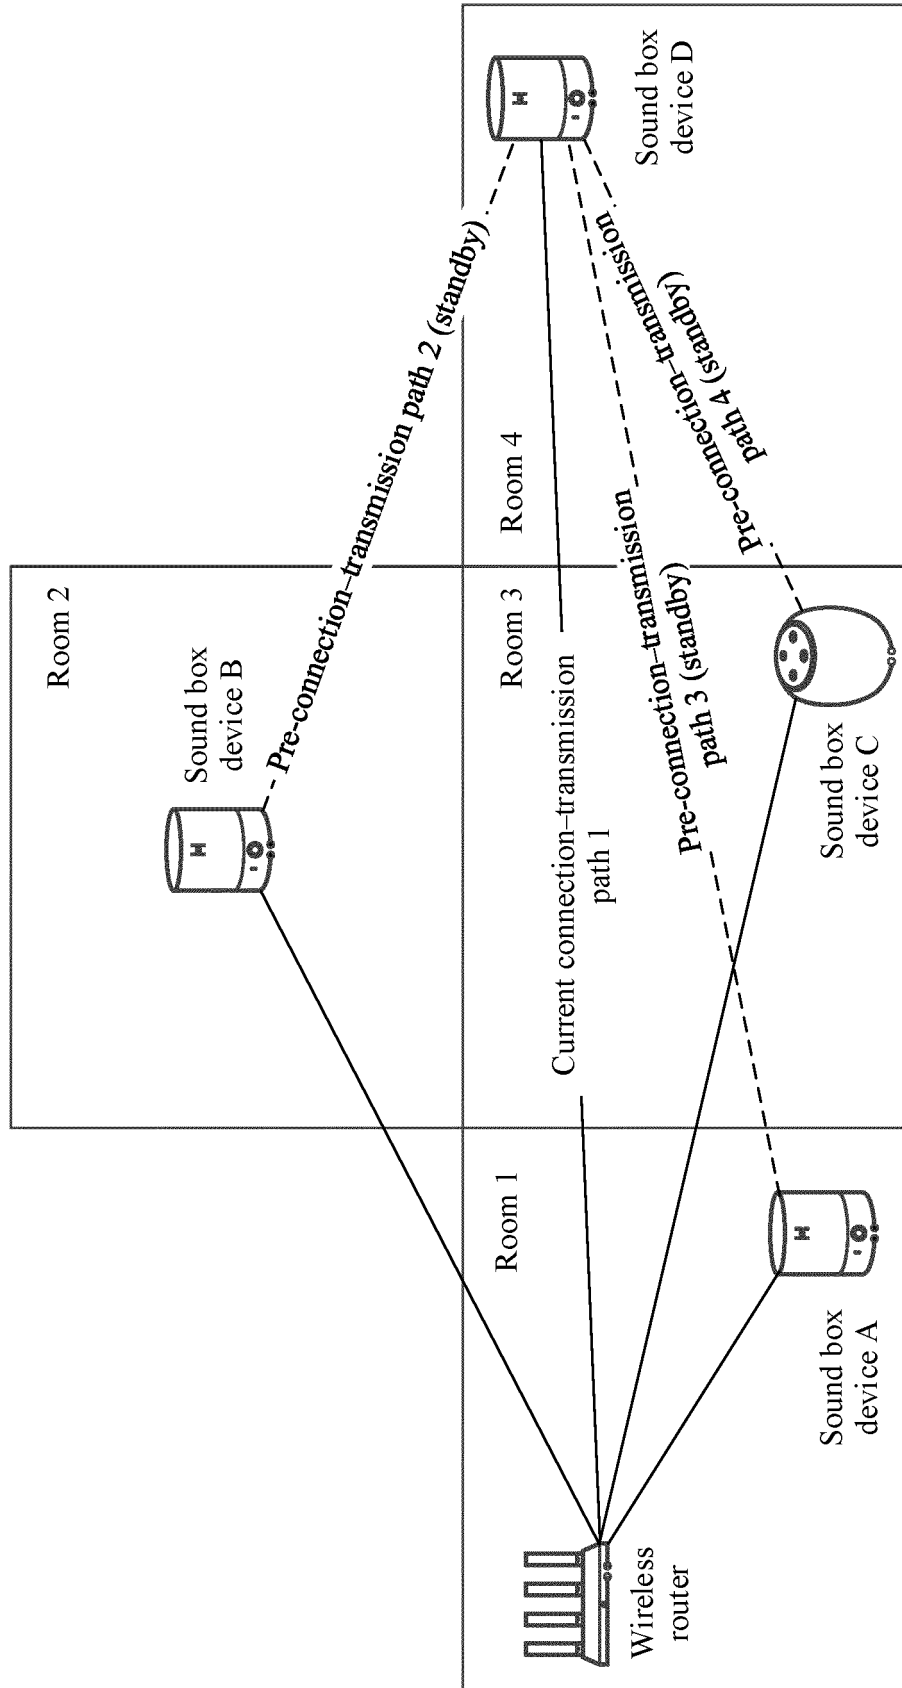 Room 2
Sound box
device B
Pre-connection–transmission path 2 (standby)
Sound box
device D
Room 1
Room 3
Room 4
Current connection–transmission
path 1
Pre-connection–transmission
path 3 (standby)
Pre-connection–transmission
path 4 (standby)
Wireless
router
Sound box
device A
Sound box
device C
H
H
H